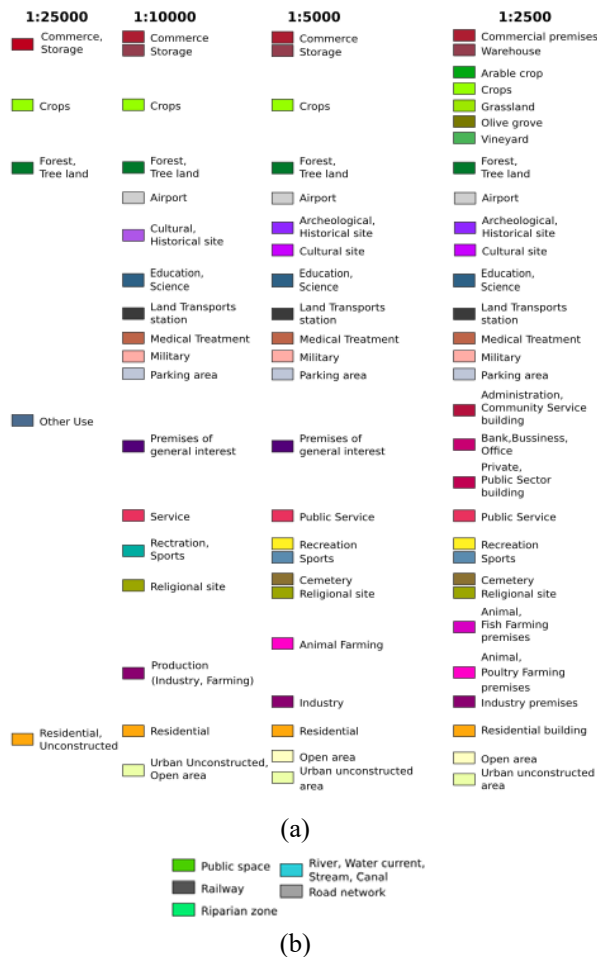 1:25000
Commerce,
Storage
Crops
Forest,
Tree land
Other Use
Residential,
Unconstructed
1:10000
Commerce
Storage
Crops
Forest,
Tree land
Airport
Cultural,
Historical site
Education,
Science
Land Transports
station
Medical Treatment
Military
Parking area
Premises of
general interest
Service
Rectration,
Sports
Religional site
Production
(Industry, Farming)
Residential
Urban Unconstructed,
Open area
1:5000
Commerce
Storage
Crops
Forest,
Tree land
Airport
Archeological,
Historical site
Cultural site
Education,
Science
Land Transports
station
Medical Treatment
Military
Parking area
Premises of
general interest
Public Service
Recreation
Sports
Cemetery
Religional site
Animal Farming
Industry
Residential
Open area
Urban unconstructed
area
1:2500
Commercial premises
Warehouse
Arable crop
Crops
Grassland
Olive grove
Vineyard
Forest,
Tree land
Airport
Archeological,
Historical site
Cultural site
Education,
Science
Land Transports
station
Medical Treatment
Military
Parking area
Administration,
Community Service
building
Bank,Bussiness,
Office
Private,
Public Sector
building
Public Service
Recreation
Sports
Cemetery
Religional site
Animal,
Fish Farming
premises
Animal,
Poultry Farming
premises
Industry premises
Residential building
Open area
Urban unconstructed
area
(a)
Public space
Railway
Riparian zone
River, Water current,
Stream, Canal
Road network
(b)